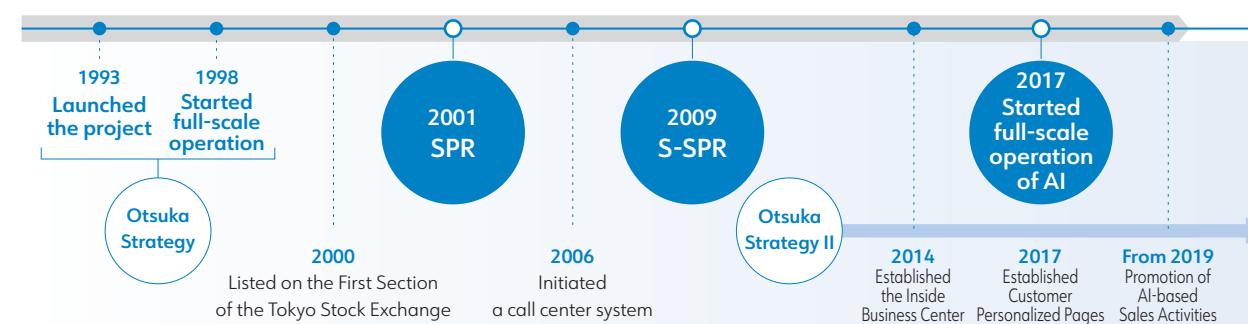 1993
Launched
the project
1998
Started
full-scale
operation
Otsuka
Strategy
2000
Listed on the First Section
of the Tokyo Stock Exchange
2001
SPR
2006
Initiated
a call center system
2009
S-SPR
Otsuka
Strategy II
2014
Established
the Inside
Business Center
2017
Started
full-scale
operation
of AI
2017
Established
Customer
Personalized Pages
From 2019
Promotion of
AI-based
Sales Activities